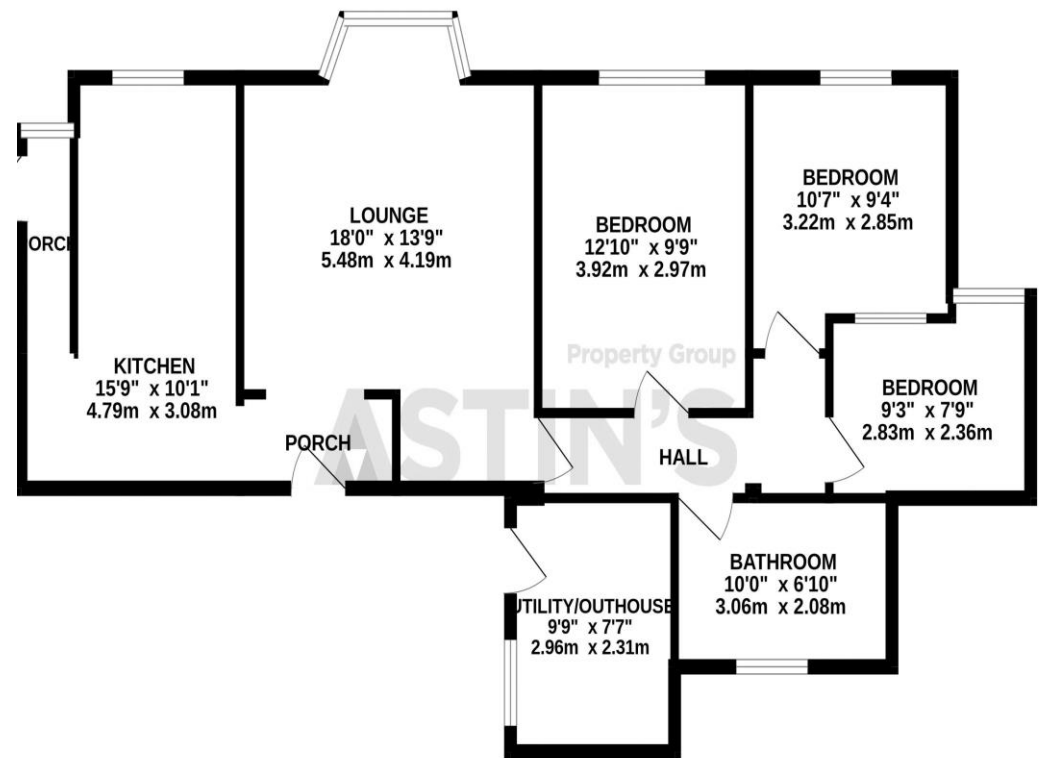 BEDROOM
10'7" x 9'4"
3.22m x 2.85m
LOUNGE
18'0" x 13'9"
5.48m x 4.19m
BEDROOM
12'10" x 9'9"
3.92m x 2.97m
ORCH
KITCHEN
15'9" x 10'1"
4.79m x 3.08m
Property Group
ASTIN'S
BEDROOM
9'3" x 7'9"
2.83m x 2.36m
PORCH
HALL
BATHROOM
10'0" x 6'10"
3.06m x 2.08m
UTILITY/OUTHOUSE
9'9" x 7'7"
2.96m x 2.31m